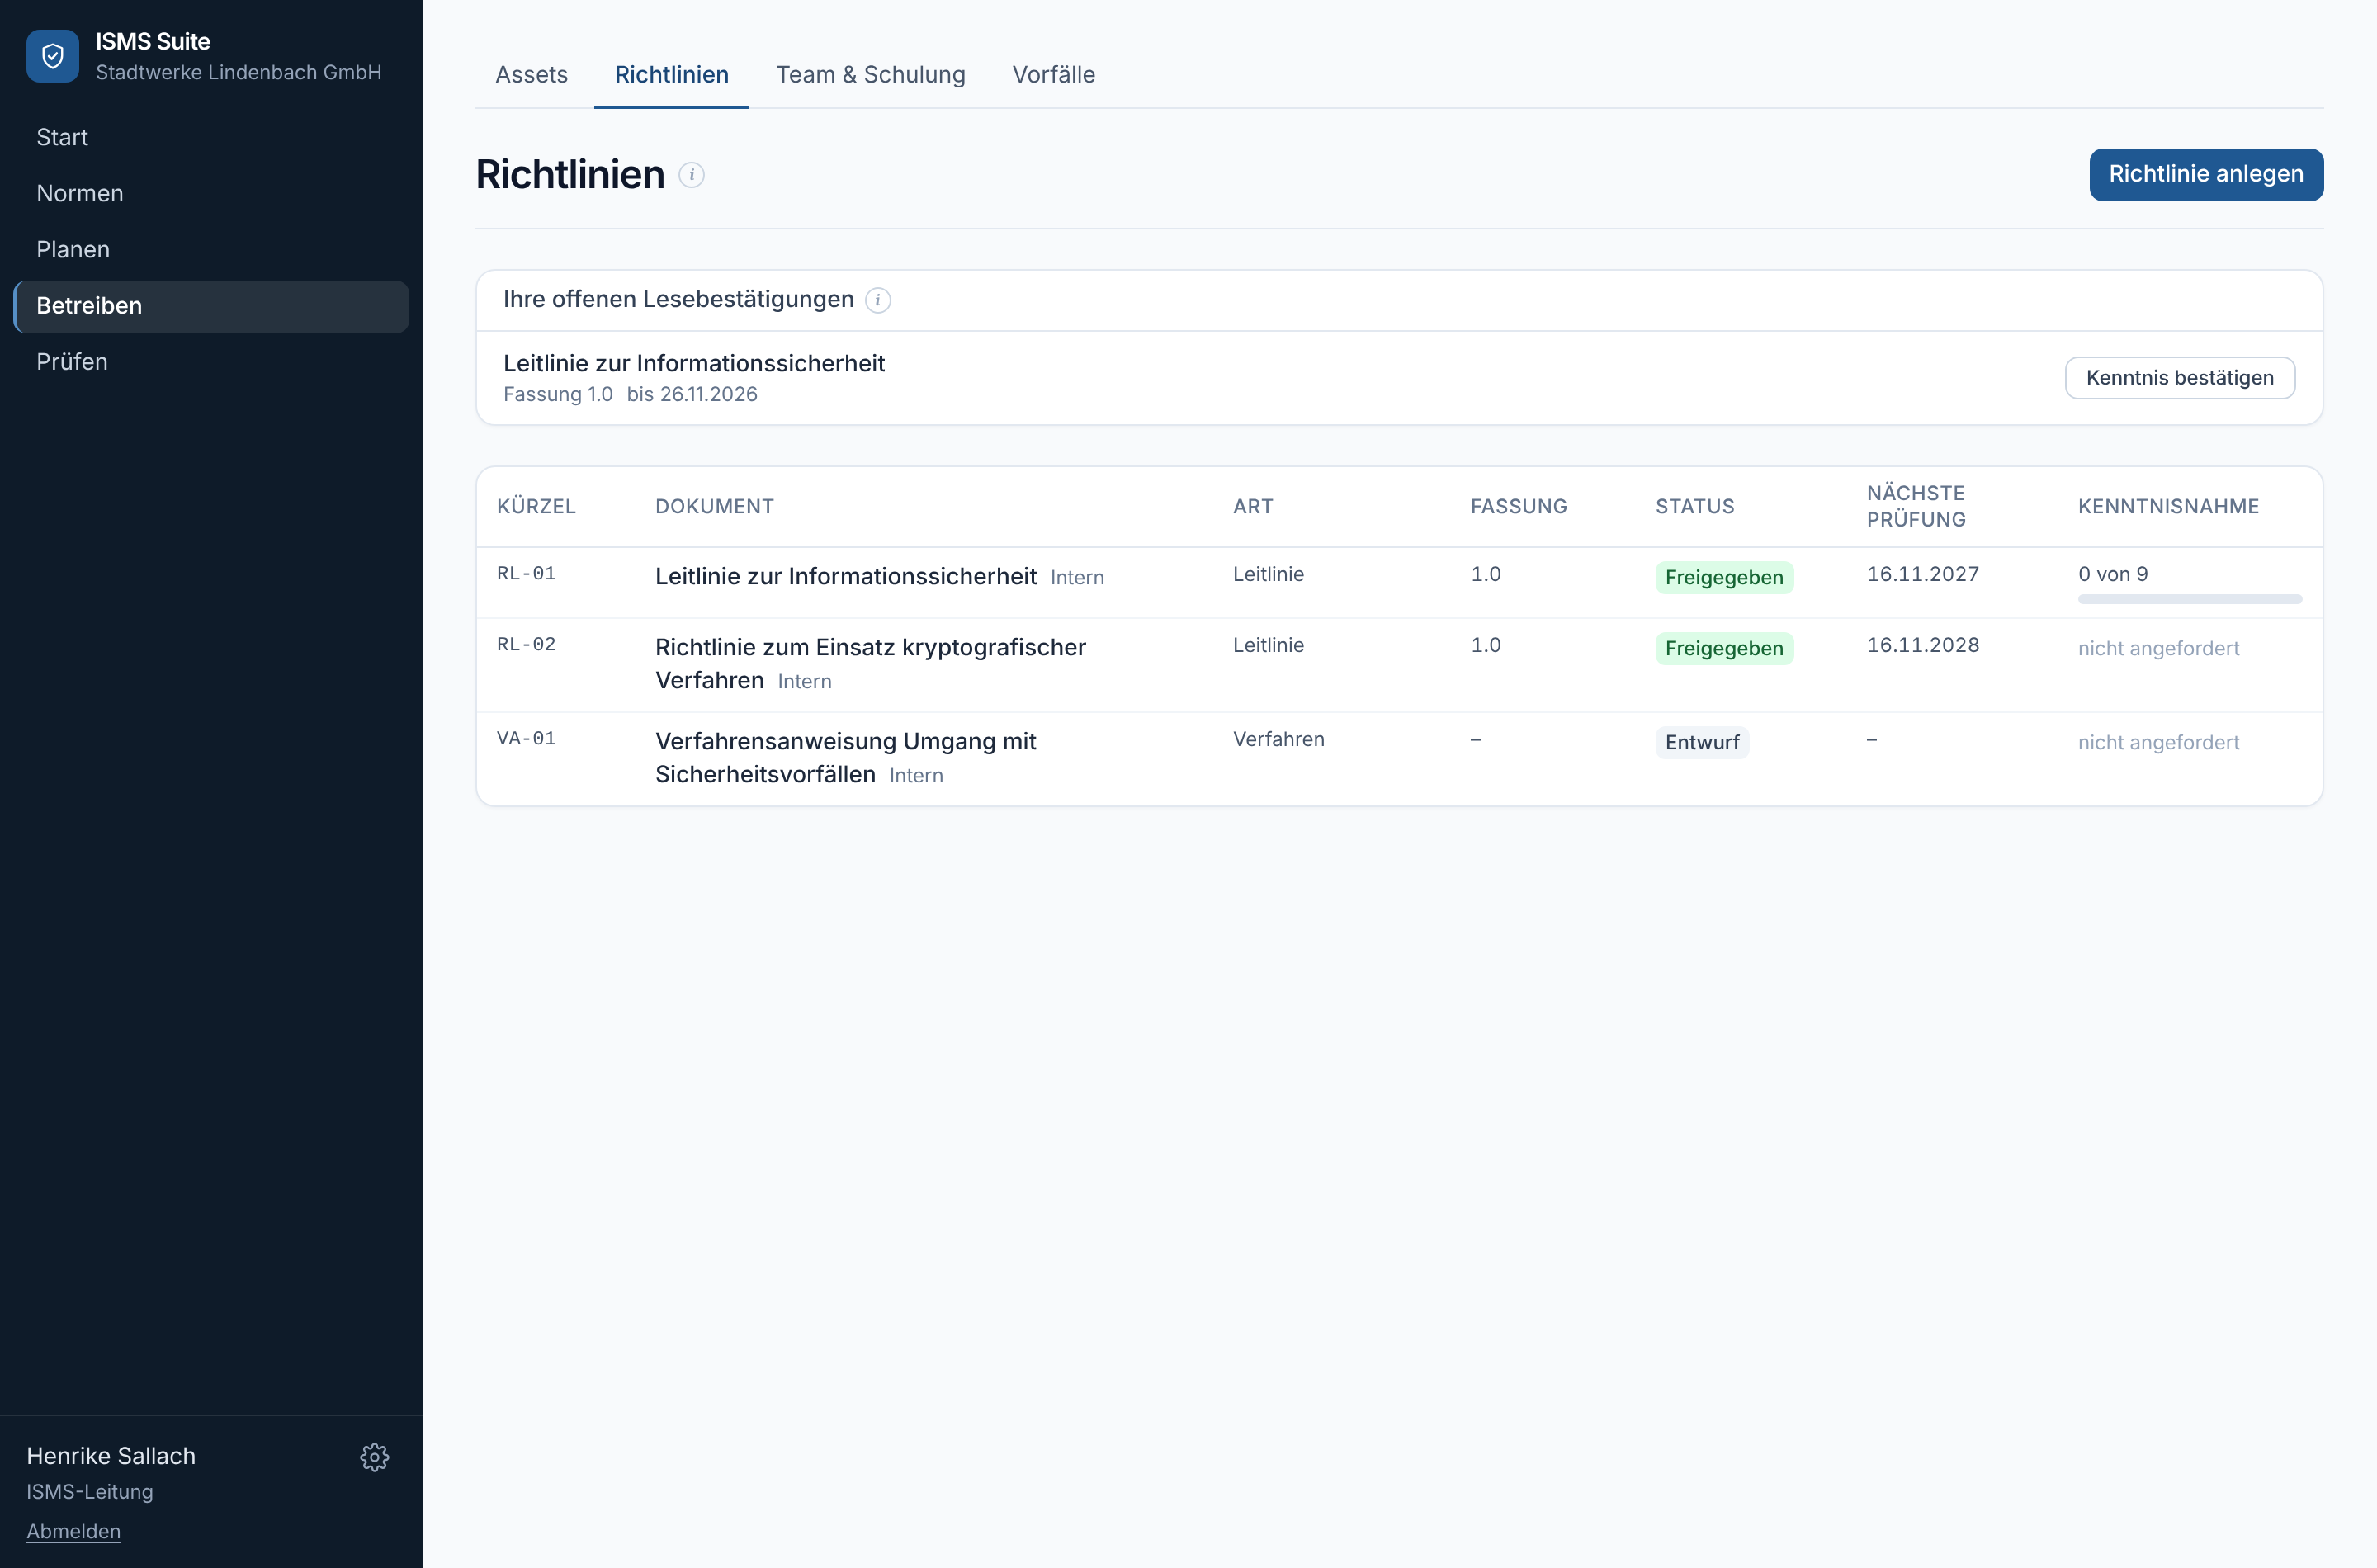 ISMS Suite
Stadtwerke Lindenbach GmbH
Start
Normen
Planen
Betreiben
Prüfen
Henrike Sallach
ISMS-Leitung
Abmelden
Assets Richtlinien Team & Schulung Vorfälle
Richtlinien i
Richtlinie anlegen
Ihre offenen Lesebestätigungen i
Leitlinie zur Informationssicherheit
Fassung 1.0 bis 26.11.2026
Kenntnis bestätigen
KÜRZEL DOKUMENT ART FASSUNG STATUS NÄCHSTE PRÜFUNG KENNTNISNAHME
RL-01 Leitlinie zur Informationssicherheit Intern Leitlinie 1.0 Freigegeben 16.11.2027 0 von 9
RL-02 Richtlinie zum Einsatz kryptografischer Leitlinie 1.0 Freigegeben 16.11.2028 nicht angefordert
Verfahren Intern
VA-01 Verfahrensanweisung Umgang mit Verfahren – Entwurf – nicht angefordert
Sicherheitsvorfällen Intern